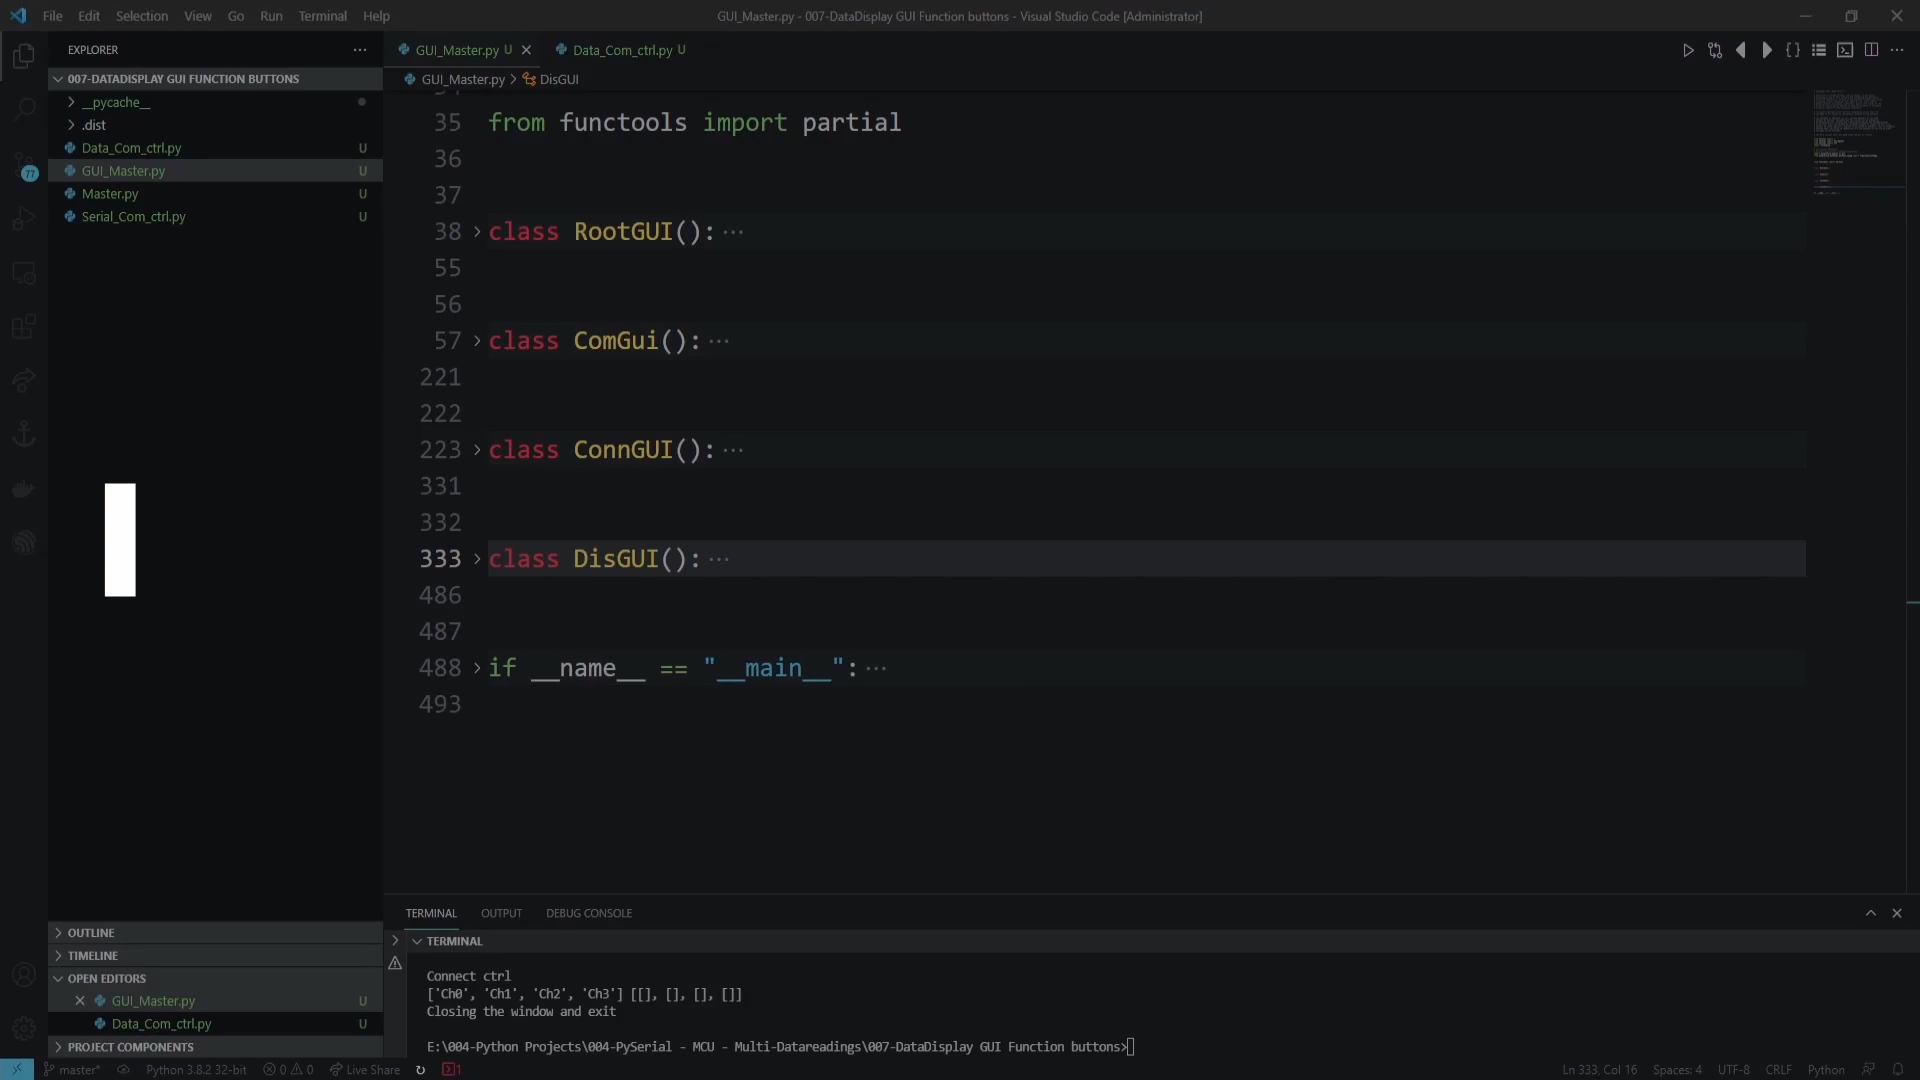 File Edit Selection View Go Run Terminal Help
GUI_Master.py - 007-DataDisplay GUI Function buttons - Visual Studio Code [Administrator]
EXPLORER
GUI_Master.py U
Data_Com_ctrl.py U
007-DATADISPLAY GUI FUNCTION BUTTONS
GUI_Master.py > DisGUI
__pycache__
.dist
Data_Com_ctrl.py U
GUI_Master.py U
Master.py U
Serial_Com_ctrl.py U
77
35 from functools import partial
36
37
38 class RootGUI(): ···
55
56
57 class ComGui(): ···
221
222
223 class ConnGUI(): ···
331
332
333 class DisGUI(): ···
486
487
488 if __name__ == "__main__": ···
493
OUTLINE
TIMELINE
OPEN EDITORS
GUI_Master.py U
Data_Com_ctrl.py U
PROJECT COMPONENTS
TERMINAL OUTPUT DEBUG CONSOLE
TERMINAL
Connect ctrl
['Ch0', 'Ch1', 'Ch2', 'Ch3'] [[], [], [], []]
Closing the window and exit
E:\004-Python Projects\004-PySerial - MCU - Multi-Datareadings\007-DataDisplay GUI Function buttons>
master* Python 3.8.2 32-bit 0 0 Live Share 1
Ln 333, Col 16 Spaces: 4 UTF-8 CRLF Python